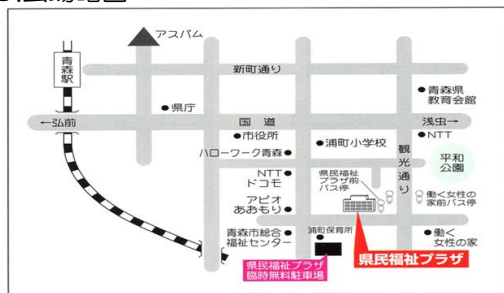 アスパム
青森駅
新町通り
青森県
教育会館
県庁
←弘前
国道
浅虫→
市役所
浦町小学校
NTT
ハローワーク青森
観光通り
平和
公園
NTT
ドコモ
県民福祉
プラザ前
バス停
働く女性の
家前バス停
アピオ
あおもり
青森市総合
福祉センター
浦町保育所
働く
女性の家
県民福祉プラザ
県民福祉プラザ
臨時無料駐車場